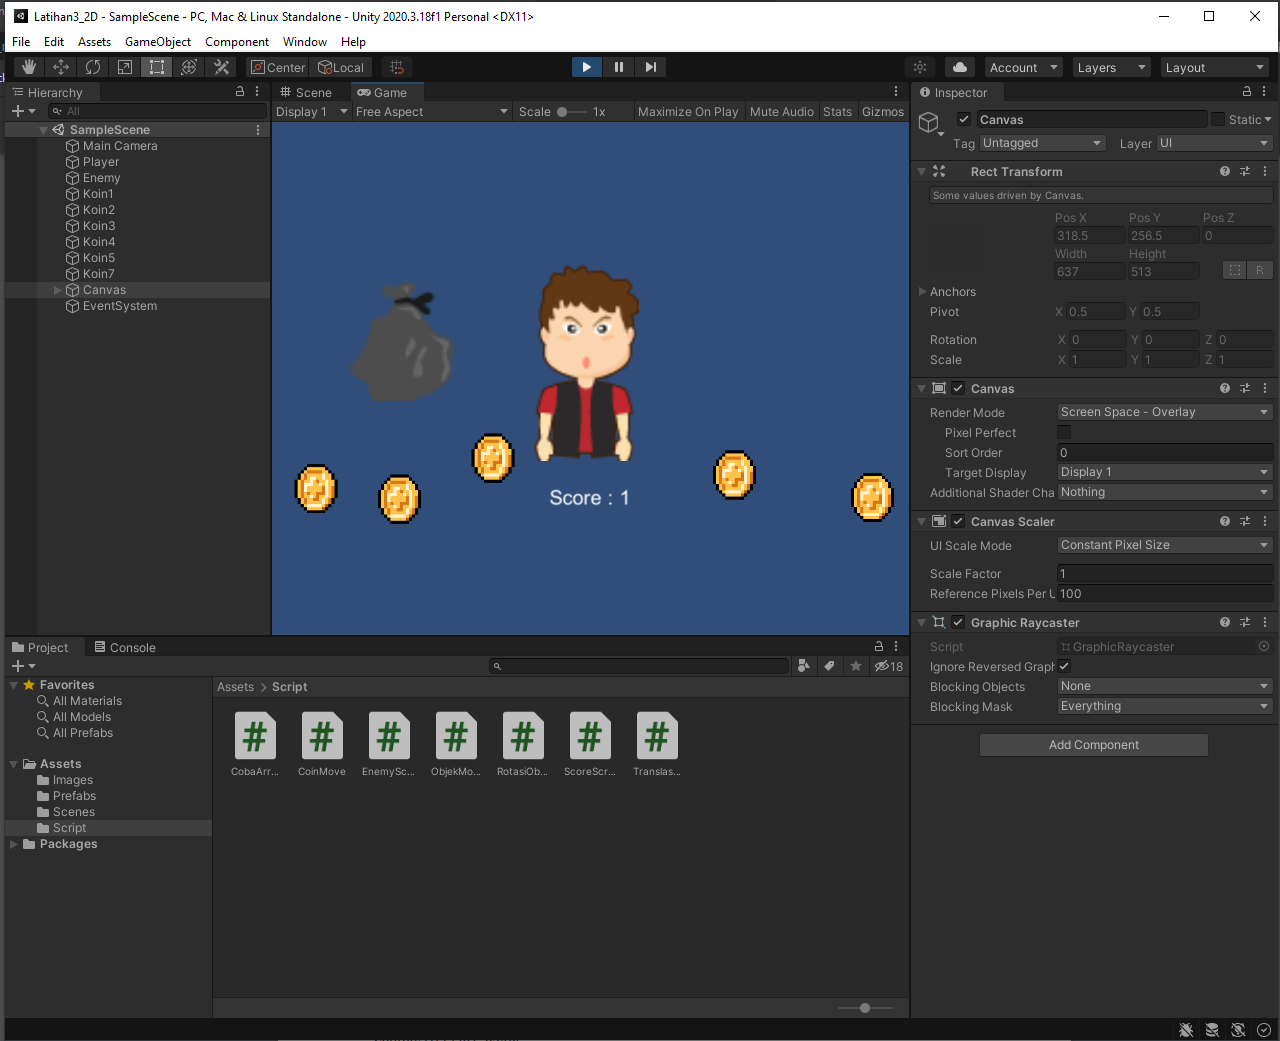 Latihan3_2D - SampleScene - PC, Mac & Linux Standalone - Unity 2020.3.18f1 Personal <DX11>
File Edit Assets GameObject Component Window Help
Center Local Account Layers Layout
Hierarchy
All
SampleScene
Main Camera
Player
Enemy
Koin1
Koin2
Koin3
Koin4
Koin5
Koin7
Canvas
EventSystem
Scene Game
Display 1 Free Aspect Scale 1x Maximize On Play Mute Audio Stats Gizmos
Score : 1
Inspector
Canvas Static
Tag Untagged Layer UI
Rect Transform
Some values driven by Canvas.
Pos X Pos Y Pos Z
318.5 256.5 0
Width Height
637 513 R
Anchors
Pivot X 0.5 Y 0.5
Rotation X 0 Y 0 Z 0
Scale X 1 Y 1 Z 1
Canvas
Render Mode Screen Space - Overlay
Pixel Perfect
Sort Order 0
Target Display Display 1
Additional Shader Cha Nothing
Canvas Scaler
UI Scale Mode Constant Pixel Size
Scale Factor 1
Reference Pixels Per U 100
Graphic Raycaster
Script GraphicRaycaster
Ignore Reversed Graph
Blocking Objects None
Blocking Mask Everything
Add Component
Project Console
18
Favorites
All Materials
All Models
All Prefabs
Assets
Images
Prefabs
Scenes
Script
Packages
Assets > Script
# # # # # # #
CobaArr... CoinMove EnemySc... ObjekMo... RotasiOb... ScoreScr... Translas...